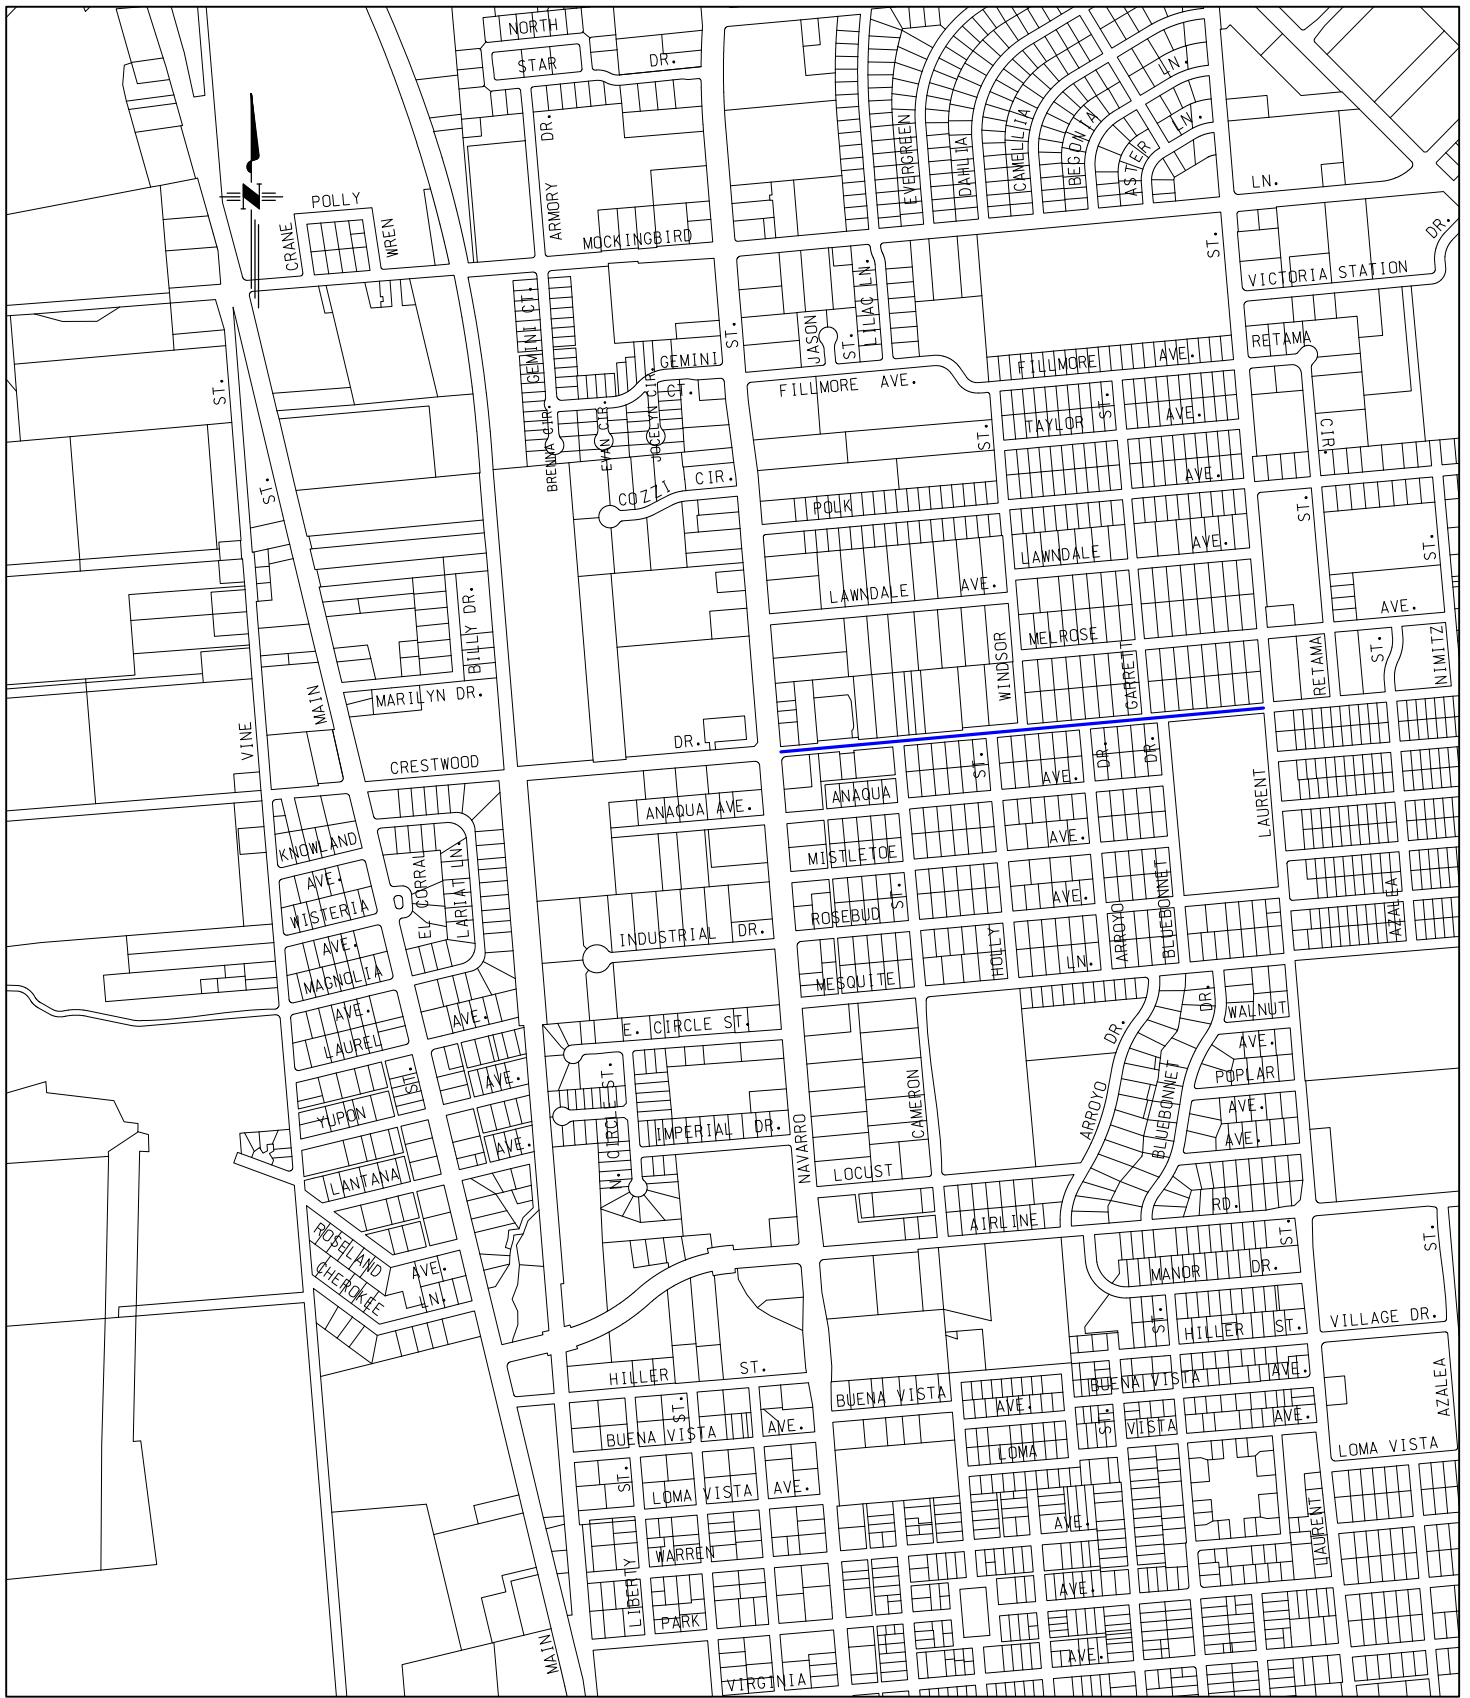 NORTH
STAR
DR.
EVERGREEN
DAHLIA
CAMELLIA
BEGONIA
ASTER
LN.
LN.
LN.
N
POLLY
CRANE
WREN
ARMORY
DR.
MOCKINGBIRD
ST.
DR.
VICTORIA STATION
GEMINI CT.
GEMINI
CT.
ST.
JASON
ST.
LILAC LN.
FILLMORE AVE.
FILLMORE
AVE.
RETAMA
CIR.
ST.
BRENNA CIR.
EVAN CIR.
JOCELYN CIR.
TAYLOR
ST.
AVE.
ST.
ST.
COZZI
CIR.
POLK
AVE.
ST.
LAWNDALE
AVE.
LAWNDALE
AVE.
ST.
AVE.
BILLY DR.
MELROSE
WINDSOR
GARRETT
RETAMA
ST.
NIMITZ
MARILYN DR.
MAIN
VINE
CRESTWOOD
DR.
ST.
AVE.
DR.
DR.
ANAQUA AVE.
ANAQUA
LAURENT
KNOWLAND
AVE.
MISTLETOE
AVE.
WISTERIA
AVE.
EL CORRAL
LARIAT LN.
INDUSTRIAL
DR.
ROSEBUD
ST.
AVE.
ARROYO
BLUEBONNET
AZALEA
MAGNOLIA
AVE.
MESQUITE
HOLLY
LN.
LAUREL
AVE.
E. CIRCLE ST.
DR.
DR.
WALNUT
AVE.
YUPON
ST.
AVE.
N. CIRCLE ST.
POPLAR
AVE.
LANTANA
AVE.
IMPERIAL DR.
NAVARRO
CAMERON
ARROYO
BLUEBONNET
AVE.
LOCUST
RD.
AIRLINE
ROSELAND
AVE.
CHEROKEE
LN.
MANOR
DR.
ST.
ST.
VILLAGE DR.
HILLER
ST.
HILLER
ST.
ST.
BUENA VISTA
AVE.
BUENA VISTA
AVE.
BUENA VISTA
AVE.
ST.
AZALEA
LOMA VISTA
AVE.
LOMA
VISTA
AVE.
LOMA VISTA
ST.
ST.
WARREN
AVE.
LAURENT
LIBERTY
PARK
AVE.
MAIN
VIRGINIA
AVE.